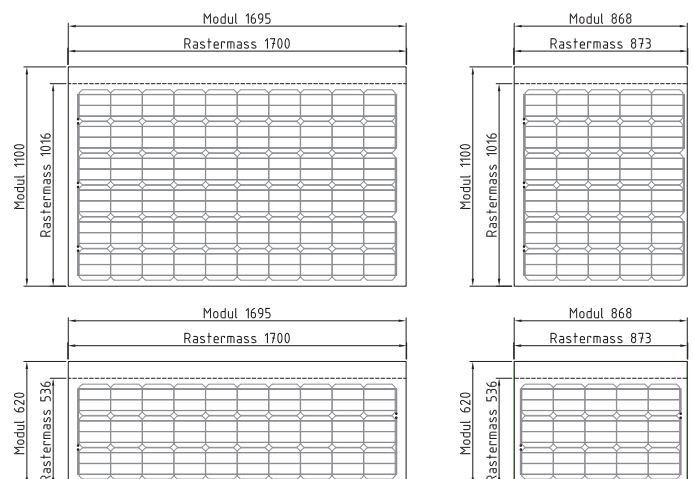 Modul 1695
Rastermass 1700
Modul 1100
Rastermass 1016
Modul 868
Rastermass 873
Modul 1100
Rastermass 1016
Modul 1695
Rastermass 1700
Modul 620
Rastermass 536
Modul 868
Rastermass 873
Modul 620
Rastermass 536